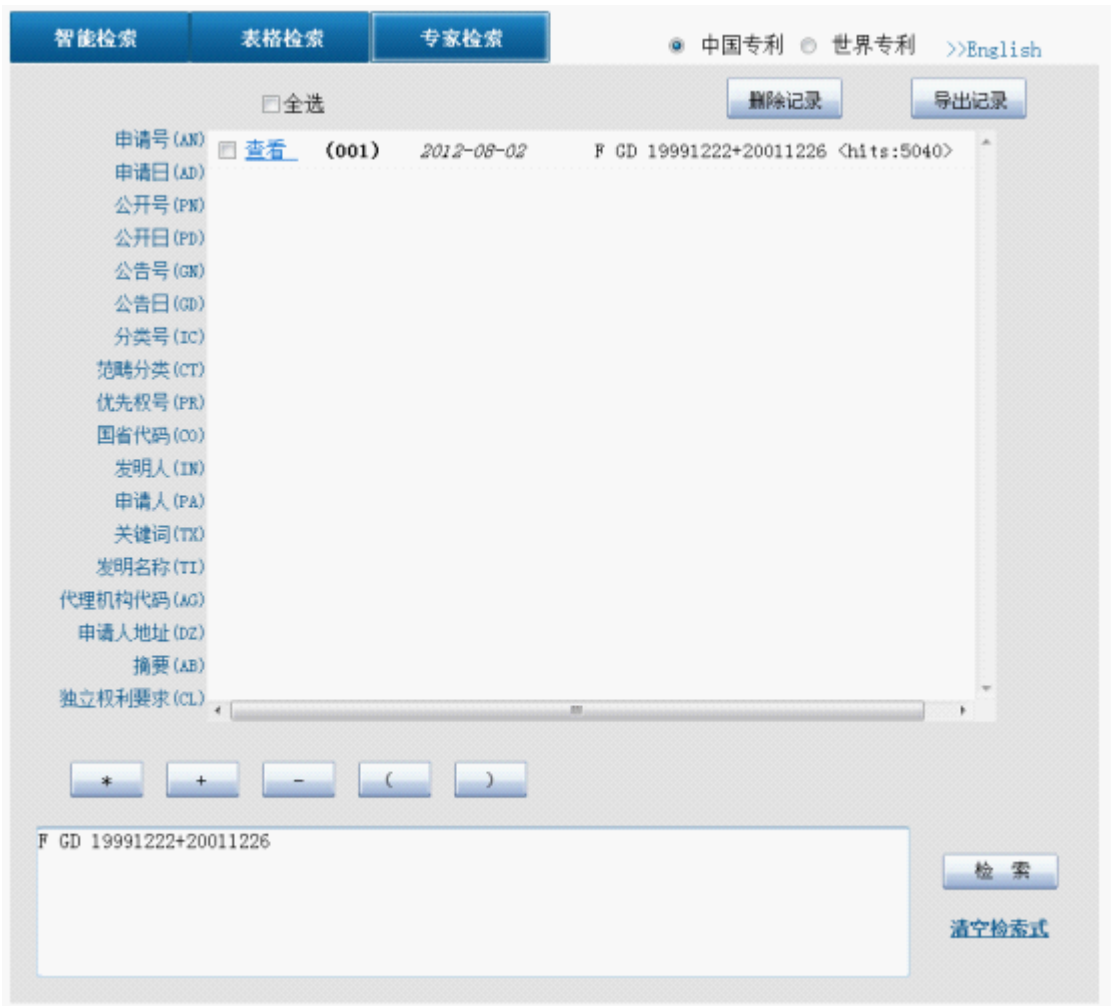 智能检索 表格检索 专家检索 中国专利 世界专利 >>English
全选 删除记录 导出记录
申请号(AN)
查看 (001) 2012-08-02 F GD 19991222+20011226 <hits:5040>
申请日(AD)
公开号(PN)
公开日(PD)
公告号(GN)
公告日(GD)
分类号(IC)
范畴分类(CT)
优先权号(PR)
国省代码(CO)
发明人(IN)
申请人(PA)
关键词(TX)
发明名称(TI)
代理机构代码(AG)
申请人地址(DZ)
摘要(AB)
独立权利要求(CL)
* + - ( )
F GD 19991222+20011226
检 索
清空检索式